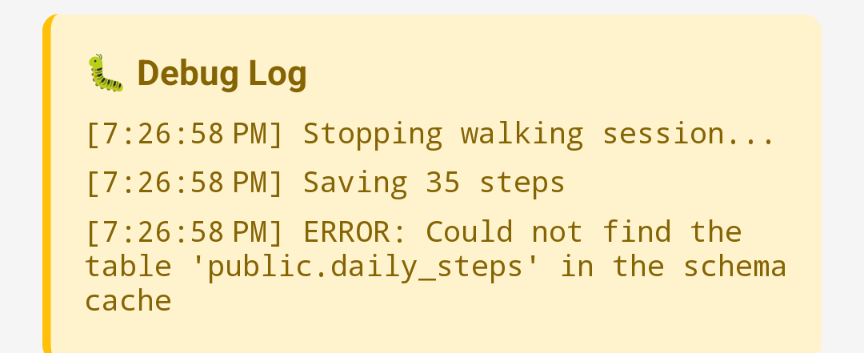 🐛 Debug Log
[7:26:58 PM] Stopping walking session...
[7:26:58 PM] Saving 35 steps
[7:26:58 PM] ERROR: Could not find the
table 'public.daily_steps' in the schema
cache